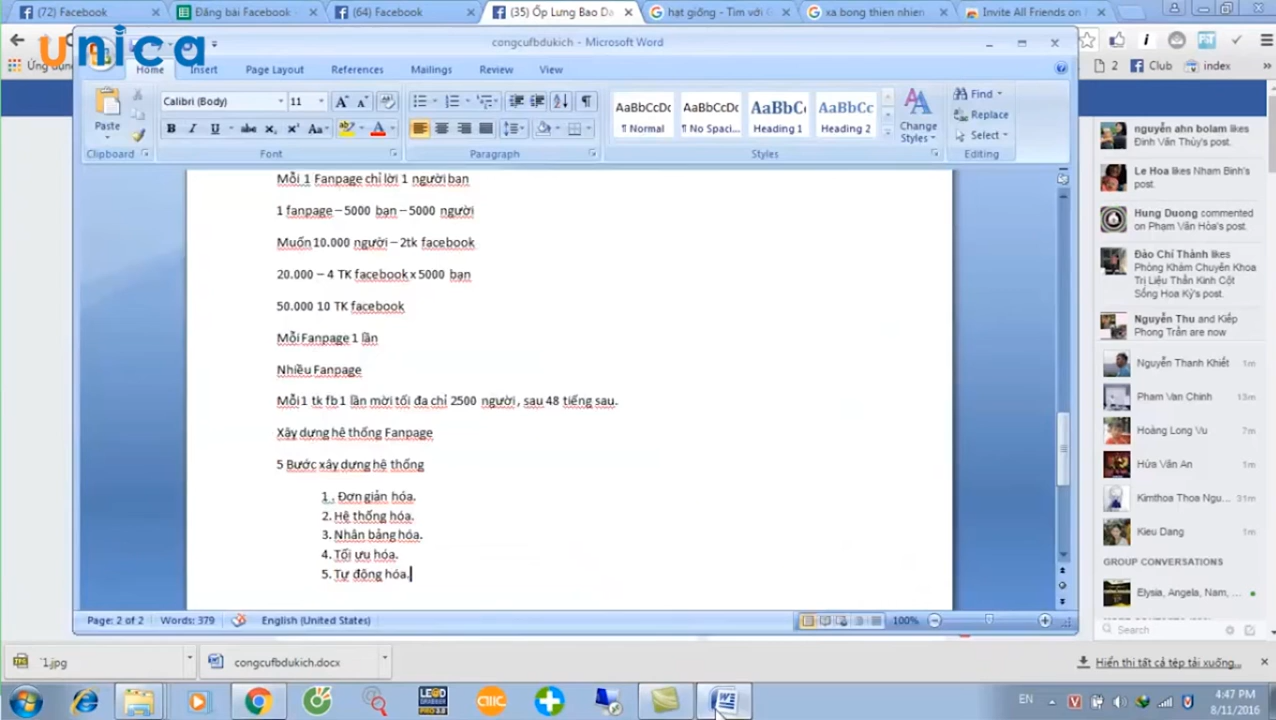 (72) Facebook
Đăng bài Facebook -
(64) Facebook
(35) Ốp Lưng Bao Da
hạt giống - Tìm với
xa bong thien nhien
Invite All Friends on
unica
congcufbdukich - Microsoft Word
Ứng dụng
2
Club
index
Home
Insert
Page Layout
References
Mailings
Review
View
Paste
Calibri (Body)
11
AaBbCcDc
¶ Normal
AaBbCcDc
¶ No Spaci...
AaBbC
Heading 1
AaBbCc
Heading 2
Change
Styles
Find
Replace
Select
Clipboard
Font
Paragraph
Styles
Editing
Mỗi 1 Fanpage chỉ lời 1 người bạn
1 fanpage – 5000 bạn – 5000 người
Muốn 10.000 người – 2tk facebook
20.000 – 4 TK facebook x 5000 bạn
50.000 10 TK facebook
Mỗi Fanpage 1 lần
Nhiều Fanpage
Mỗi 1 tk fb 1 lần mời tối đa chỉ 2500 người, sau 48 tiếng sau.
Xây dựng hệ thống Fanpage
5 Bước xây dựng hệ thống
1. . Đơn giản hóa.
2. Hệ thống hóa.
3. Nhân bảng hóa.
4. Tối ưu hóa.
5. Tự động hóa.
Page: 2 of 2
Words: 379
English (United States)
100%
nguyễn ahn bolam likes
Đinh Văn Thủy's post.
Le Hoa likes Nham Binh's
post.
Hung Duong commented
on Phạm Văn Hòa's post.
Đào Chí Thành likes
Phòng Khám Chuyên Khoa
Trị Liệu Thần Kinh Cột
Sống Hoa Kỳ's post.
Nguyễn Thu and Kiếp
Phong Trần are now
Nguyễn Thanh Khiết 1m
Pham Van Chinh 13m
Hoàng Long Vu 7m
Hứa Văn An 1m
Kimthoa Thoa Ngu... 31m
Kieu Dang 1m
GROUP CONVERSATIONS
Elysia, Angela, Nam, ...
Search
1.jpg
congcufbdukich.docx
Hiển thị tất cả tệp tải xuống...
EN
4:47 PM
8/11/2016